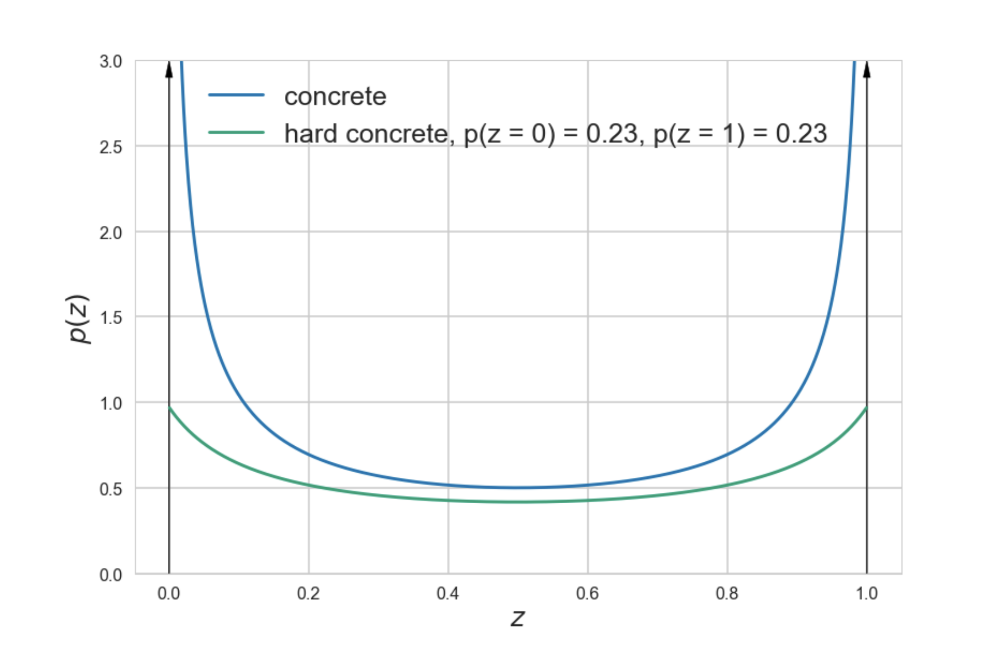 3.0
2.5
2.0
1.5
1.0
0.5
0.0
p(z)
concrete
hard concrete, p(z = 0) = 0.23, p(z = 1) = 0.23
0.0 0.2 0.4 0.6 0.8 1.0
z